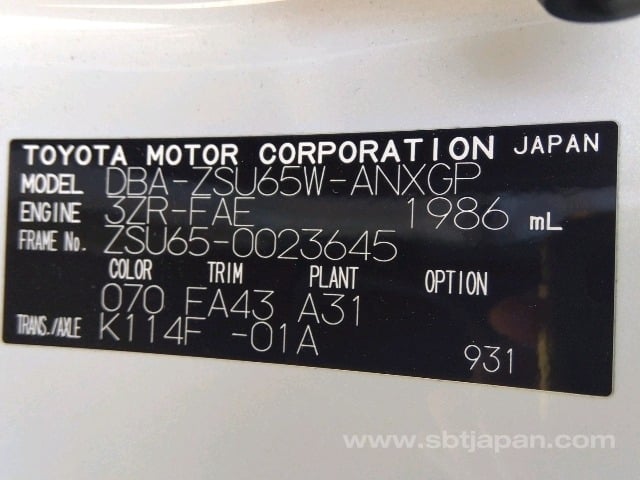 TOYOTA MOTOR CORPORATION JAPAN
MODEL DBA-ZSU65W-ANXGP
ENGINE 3ZR-FAE 1986 mL
FRAME No. ZSU65-0023645
COLOR TRIM PLANT OPTION
070 FA43 A31
TRANS./AXLE K114F -01A
931
www.sbtjapan.com